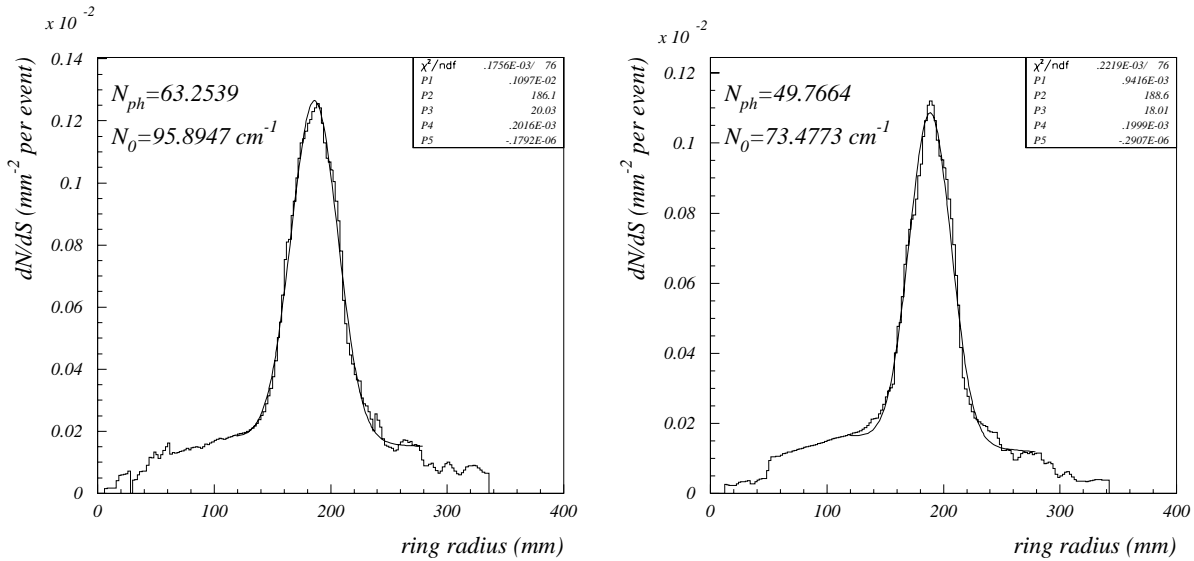 x 10 -2
0.14
0.12
0.1
0.08
0.06
0.04
0.02
0
0 100 200 300 400
ring radius (mm)
dN/dS (mm-2 per event)
Nph=63.2539
N0=95.8947 cm-1
χ2/ndf .1756E-03/ 76
P1 .1097E-02
P2 186.1
P3 20.03
P4 .2016E-03
P5 -.1792E-06
x 10 -2
0.12
0.1
0.08
0.06
0.04
0.02
0
0 100 200 300 400
ring radius (mm)
dN/dS (mm-2 per event)
Nph=49.7664
N0=73.4773 cm-1
χ2/ndf .2219E-03/ 76
P1 .9416E-03
P2 188.6
P3 18.01
P4 .1999E-03
P5 -.2907E-06